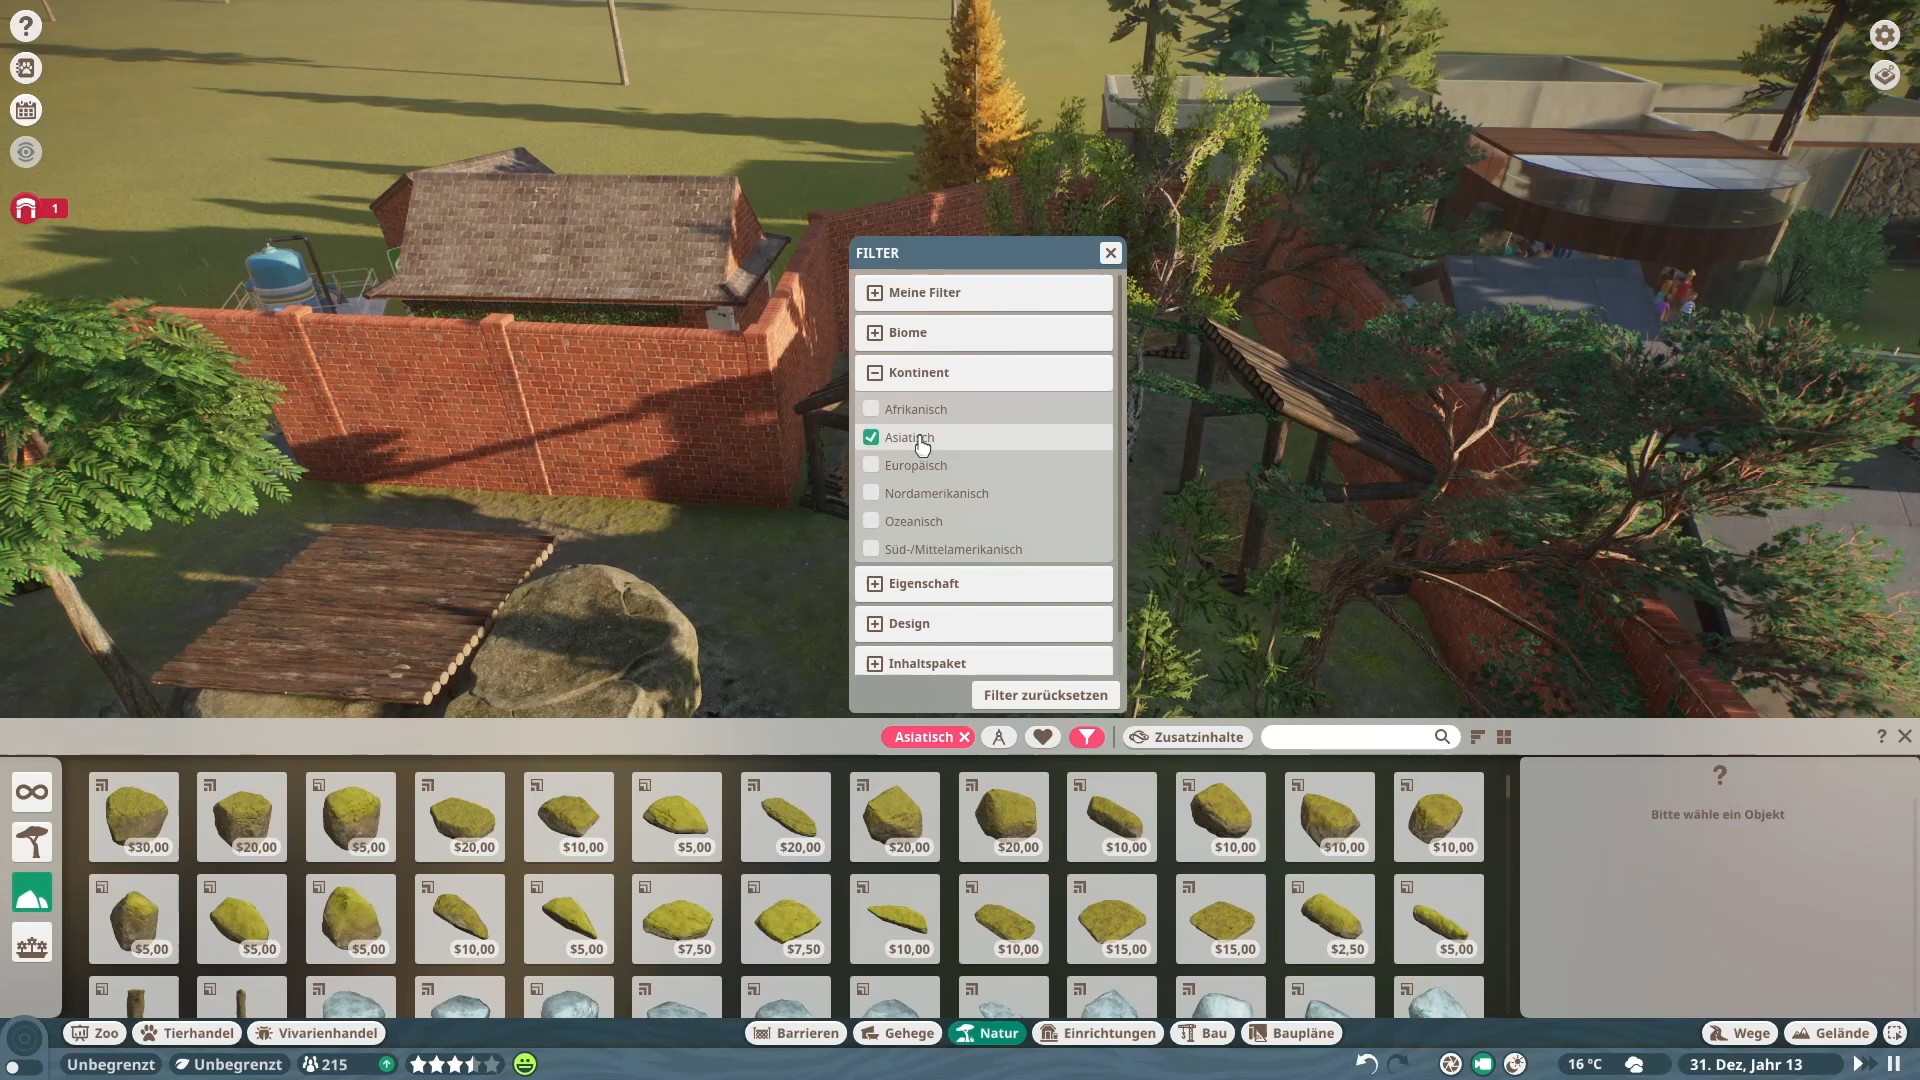 ?
1
FILTER
Meine Filter
Biome
Kontinent
Afrikanisch
Asiatisch
Europäisch
Nordamerikanisch
Ozeanisch
Süd-/Mittelamerikanisch
Eigenschaft
Design
Inhaltspaket
Filter zurücksetzen
Asiatisch
Zusatzinhalte
?
?
Bitte wähle ein Objekt
$30,00 $20,00 $5,00 $20,00 $10,00 $5,00 $20,00 $20,00 $20,00 $10,00 $10,00 $10,00 $10,00
$5,00 $5,00 $5,00 $10,00 $5,00 $7,50 $7,50 $10,00 $10,00 $15,00 $15,00 $2,50 $5,00
Zoo Tierhandel Vivarienhandel Barrieren Gehege Natur Einrichtungen Bau Baupläne Wege Gelände
Unbegrenzt Unbegrenzt 215 16 °C 31. Dez, Jahr 13